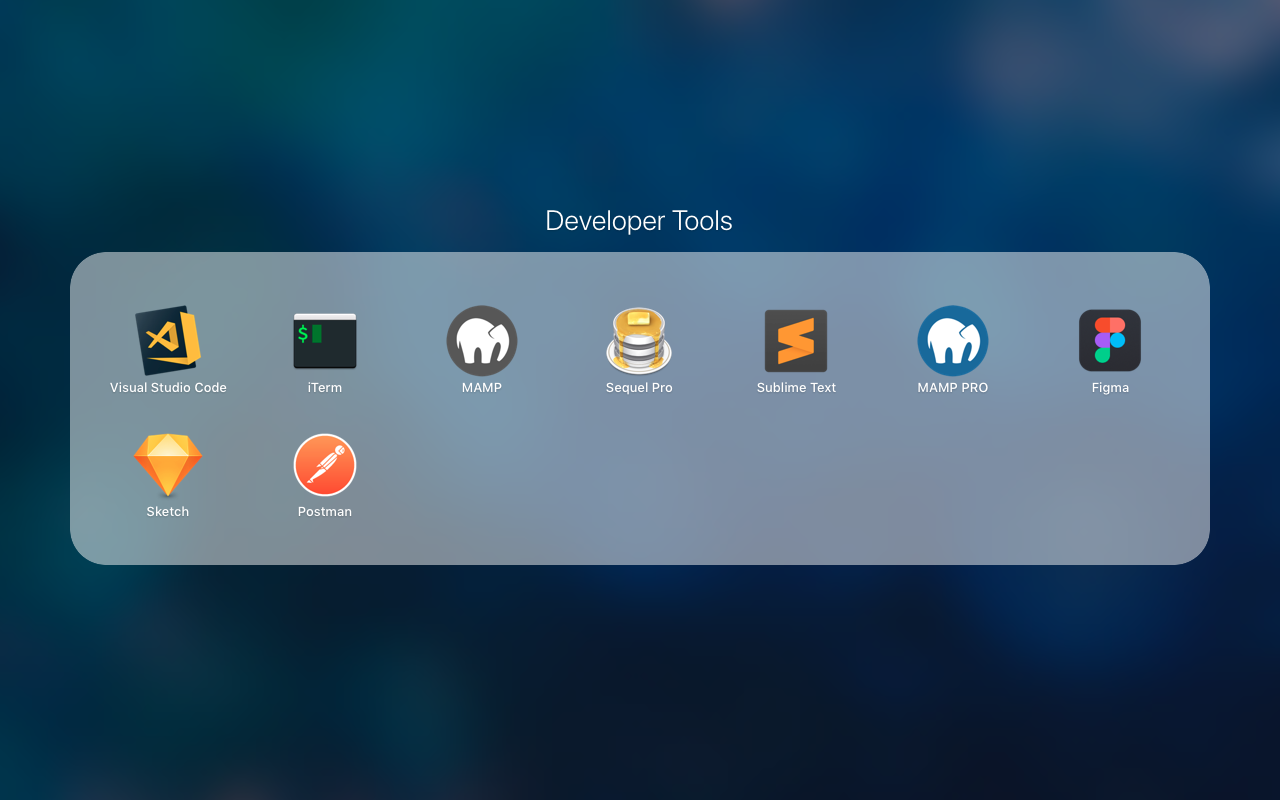 Developer Tools
$
Visual Studio Code
iTerm
MAMP
Sequel Pro
Sublime Text
MAMP PRO
Figma
Sketch
Postman